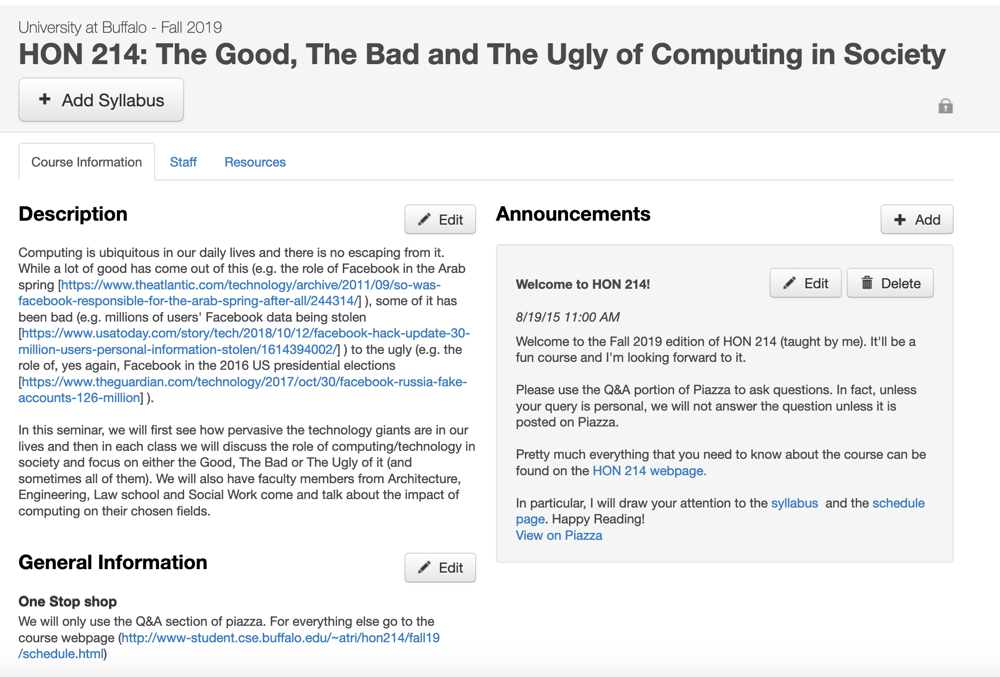 University at Buffalo - Fall 2019
HON 214: The Good, The Bad and The Ugly of Computing in Society
Add Syllabus
Course Information
Staff
Resources
Description
Edit
Computing is ubiquitous in our daily lives and there is no escaping from it.
While a lot of good has come out of this (e.g. the role of Facebook in the Arab
spring [https://www.theatlantic.com/technology/archive/2011/09/so-was-
facebook-responsible-for-the-arab-spring-after-all/244314/] ), some of it has
been bad (e.g. millions of users' Facebook data being stolen
[https://www.usatoday.com/story/tech/2018/10/12/facebook-hack-update-30-
million-users-personal-information-stolen/1614394002/] ) to the ugly (e.g. the
role of, yes again, Facebook in the 2016 US presidential elections
[https://www.theguardian.com/technology/2017/oct/30/facebook-russia-fake-
accounts-126-million] ).
In this seminar, we will first see how pervasive the technology giants are in our
lives and then in each class we will discuss the role of computing/technology in
society and focus on either the Good, The Bad or The Ugly of it (and
sometimes all of them). We will also have faculty members from Architecture,
Engineering, Law school and Social Work come and talk about the impact of
computing on their chosen fields.
General Information
Edit
One Stop shop
We will only use the Q&A section of piazza. For everything else go to the
course webpage (http://www-student.cse.buffalo.edu/~atri/hon214/fall19
/schedule.html)
Announcements
Add
Welcome to HON 214!
Edit
Delete
8/19/15 11:00 AM
Welcome to the Fall 2019 edition of HON 214 (taught by me). It'll be a
fun course and I'm looking forward to it.
Please use the Q&A portion of Piazza to ask questions. In fact, unless
your query is personal, we will not answer the question unless it is
posted on Piazza.
Pretty much everything that you need to know about the course can be
found on the HON 214 webpage.
In particular, I will draw your attention to the syllabus  and the schedule
page. Happy Reading!
View on Piazza